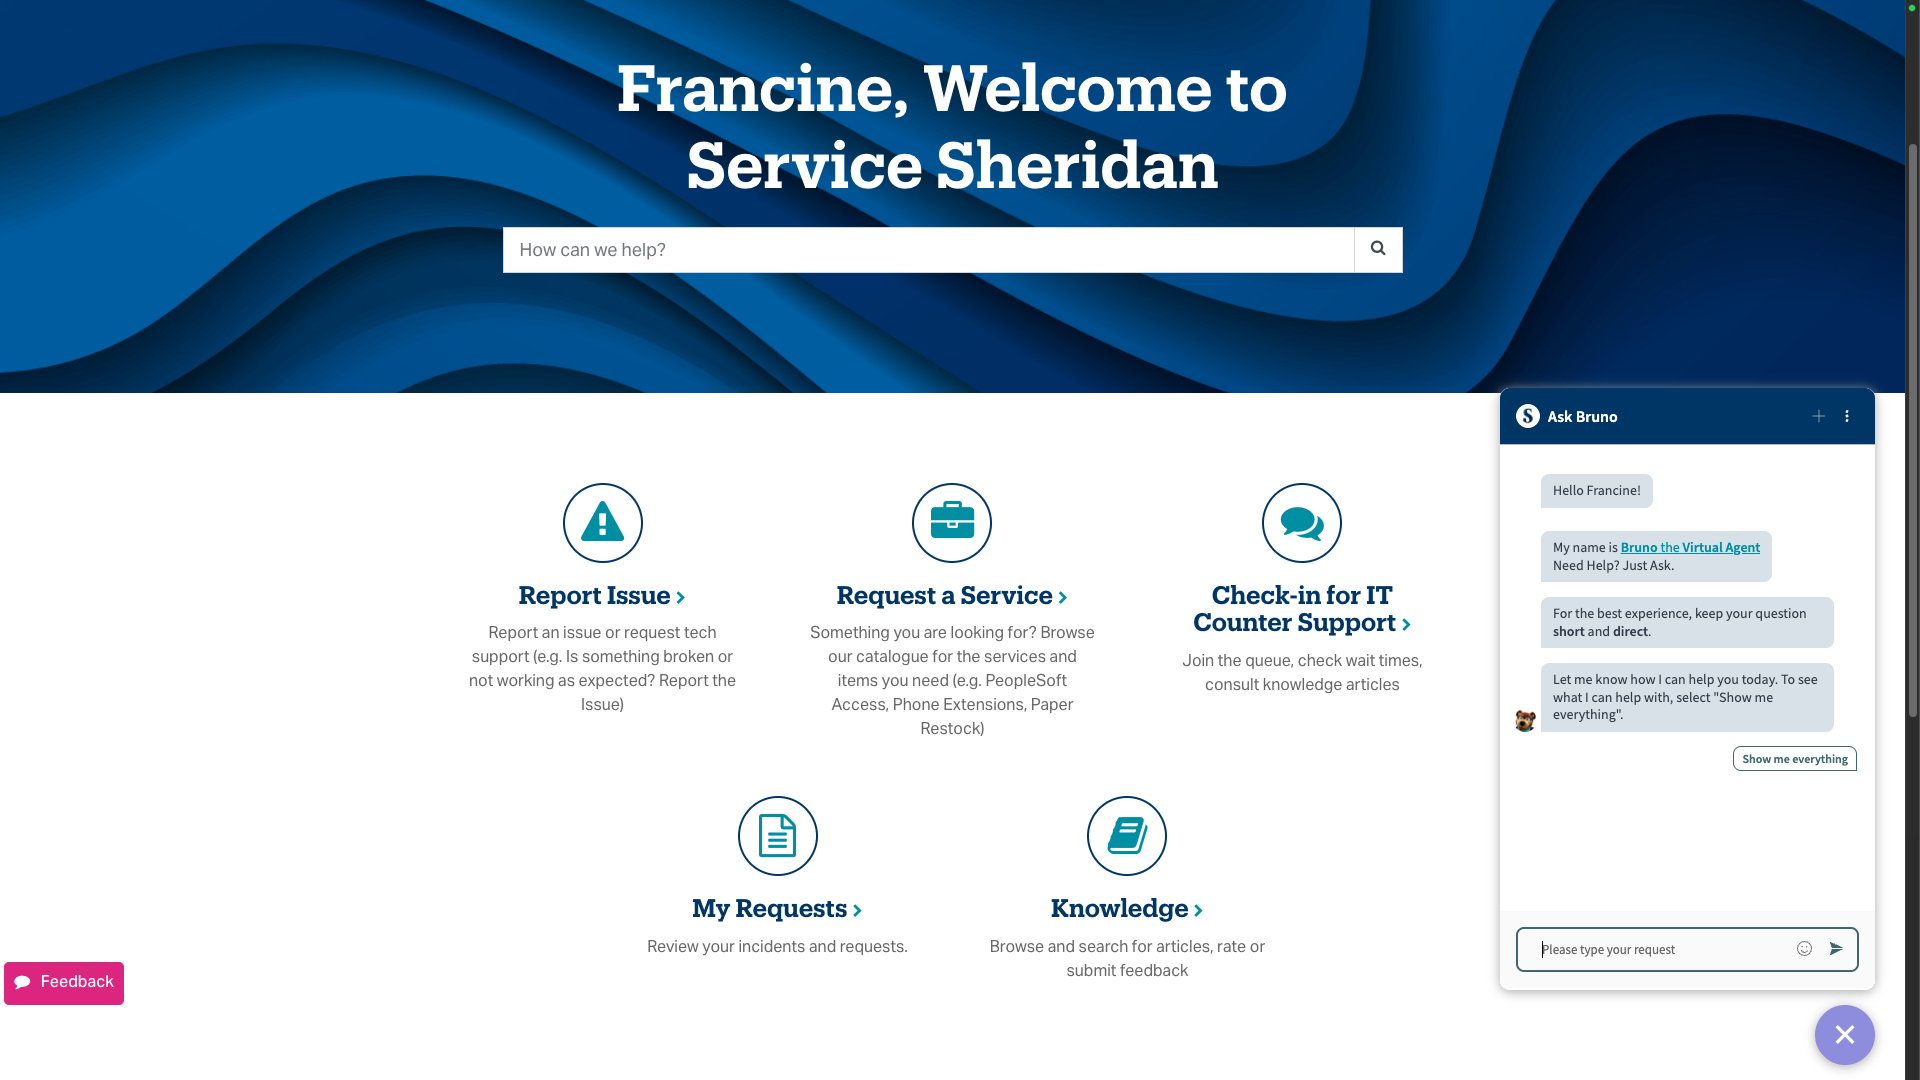 Francine, Welcome to
Service Sheridan
How can we help?
Report Issue
Report an issue or request tech
support (e.g. Is something broken or
not working as expected? Report the
Issue)
Request a Service
Something you are looking for? Browse
our catalogue for the services and
items you need (e.g. PeopleSoft
Access, Phone Extensions, Paper
Restock)
Check-in for IT
Counter Support
Join the queue, check wait times,
consult knowledge articles
My Requests
Review your incidents and requests.
Knowledge
Browse and search for articles, rate or
submit feedback
Feedback
S Ask Bruno
Hello Francine!
My name is Bruno the Virtual Agent
Need Help? Just Ask.
For the best experience, keep your question
short and direct.
Let me know how I can help you today. To see
what I can help with, select "Show me
everything".
Show me everything
Please type your request